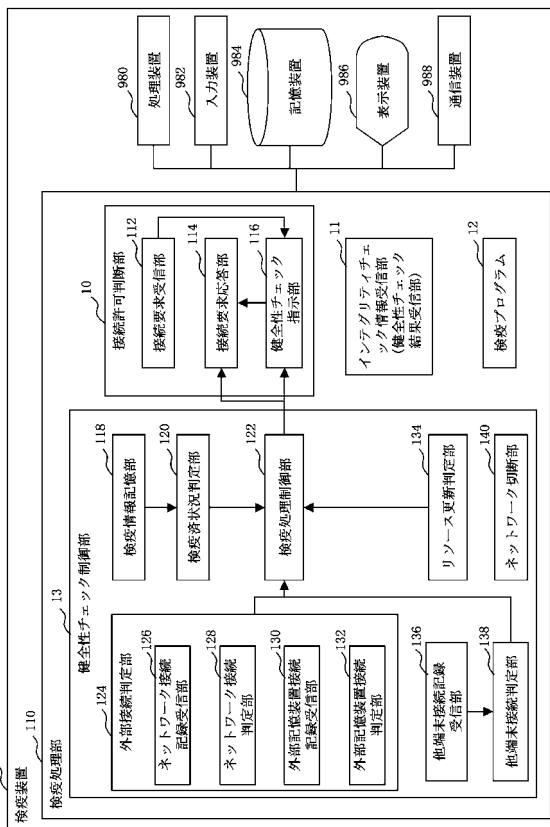 検疫装置
110
検疫処理部
13
健全性チェック制御部
124
外部接続判定部
126
ネットワーク接続
記録受信部
128
ネットワーク接続
判定部
130
外部記憶装置接続
記録受信部
132
外部記憶装置接続
判定部
136
他端末接続記録
受信部
138
他端末接続判定部
118
検疫情報記憶部
120
検疫済状況判定部
122
検疫処理制御部
134
リソース更新判定部
140
ネットワーク切断部
10
接続許可判断部
112
接続要求受信部
114
接続要求応答部
116
健全性チェック
指示部
11
インテグリティチェ
ック情報受信部
(健全性チェック
結果受信部)
12
検疫プログラム
980
処理装置
982
入力装置
984
記憶装置
986
表示装置
988
通信装置